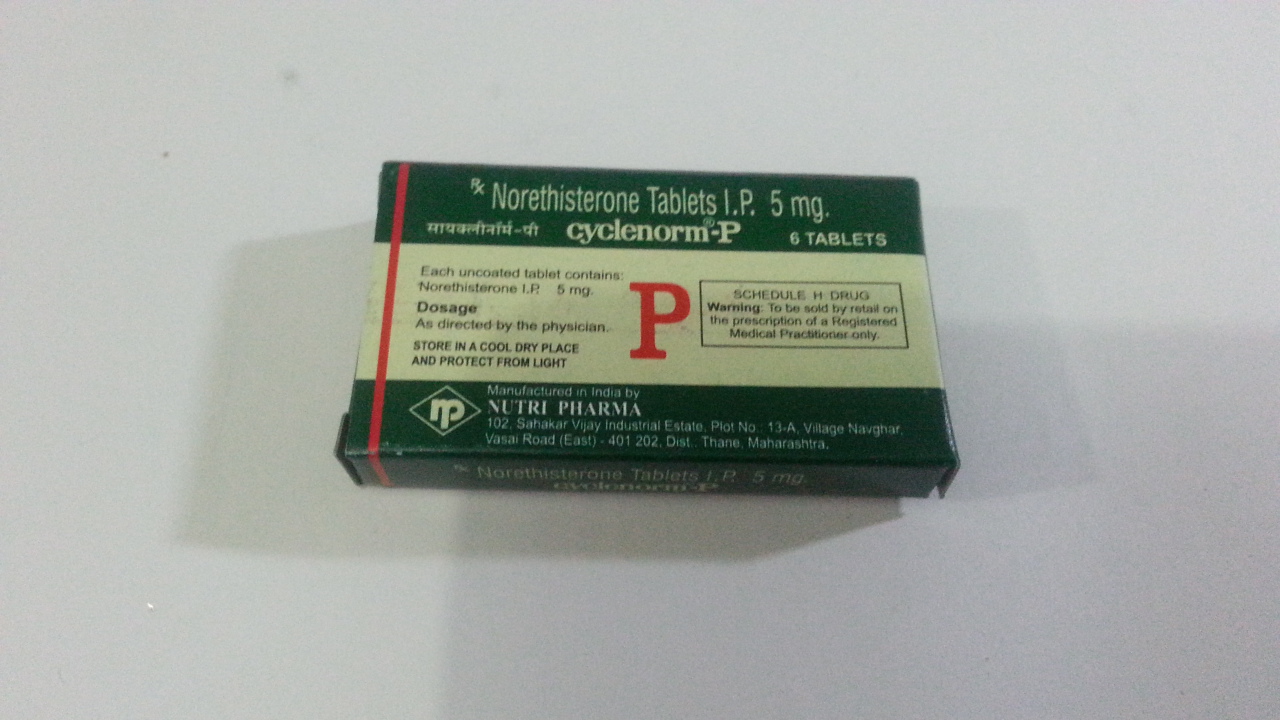 ℞ Norethisterone Tablets I.P. 5 mg.
सायक्लीनॉर्म-पी cyclenorm®-P 6 TABLETS
Each uncoated tablet contains:
Norethisterone I.P. 5 mg.
Dosage
As directed by the physician.
STORE IN A COOL DRY PLACE
AND PROTECT FROM LIGHT
P
SCHEDULE H DRUG
Warning: To be sold by retail on
the prescription of a Registered
Medical Practitioner only.
np
Manufactured in India by
NUTRI PHARMA
102, Sahakar Vijay Industrial Estate, Plot No.: 13-A, Village Navghar,
Vasai Road (East) - 401 202, Dist.: Thane, Maharashtra.
℞ Norethisterone Tablets I.P. 5 mg.
cyclenorm-P